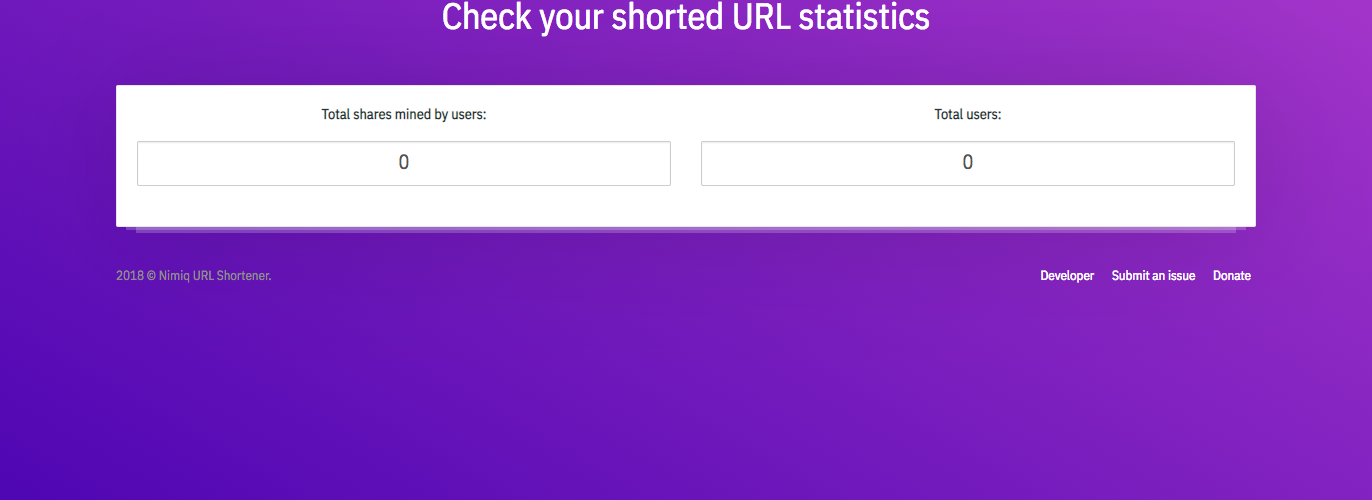 Check your shorted URL statistics
Total shares mined by users:
Total users:
0
0
2018 © Nimiq URL Shortener.
Developer Submit an issue Donate